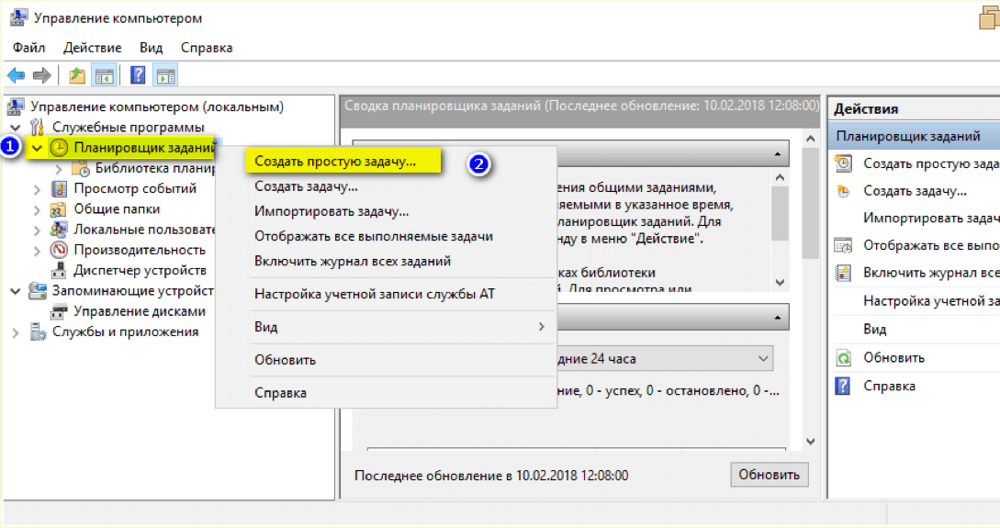 Управление компьютером
Файл Действие Вид Справка
Управление компьютером (локальным)
Служебные программы
1
Планировщик заданий
Библиотека планир
Просмотр событий
Общие папки
Локальные пользовате
Производительность
Диспетчер устройств
Запоминающие устройст
Управление дисками
Службы и приложения
Создать простую задачу...
2
Создать задачу...
Импортировать задачу...
Отображать все выполняемые задачи
Включить журнал всех заданий
Настройка учетной записи службы AT
Вид
Обновить
Справка
Сводка планировщика заданий (Последнее обновление: 10.02.2018 12:08:00)
ения общими заданиями,
яемыми в указанное время,
ланировщик заданий. Для
нду в меню "Действие".
ках библиотеки
й. Для просмотра или
дние 24 часа
ние, 0 - успех, 0 - остановлено, 0 -...
Последнее обновление в 10.02.2018 12:08:00
Обновить
Действия
Планировщик заданий
Создать простую зада
Создать задачу...
Импортировать задач
Отображать все выпо
Включить журнал все
Настройка учетной за
Вид
Обновить
Справка